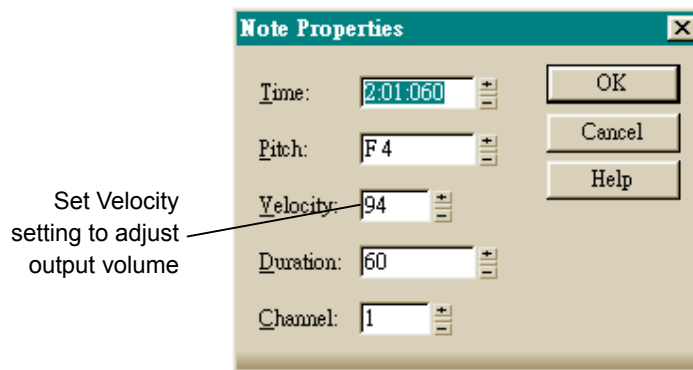 Note Properties
Time: 2:01:060
OK
Pitch: F 4
Cancel
Help
Set Velocity
setting to adjust
output volume
Velocity: 94
Duration: 60
Channel: 1